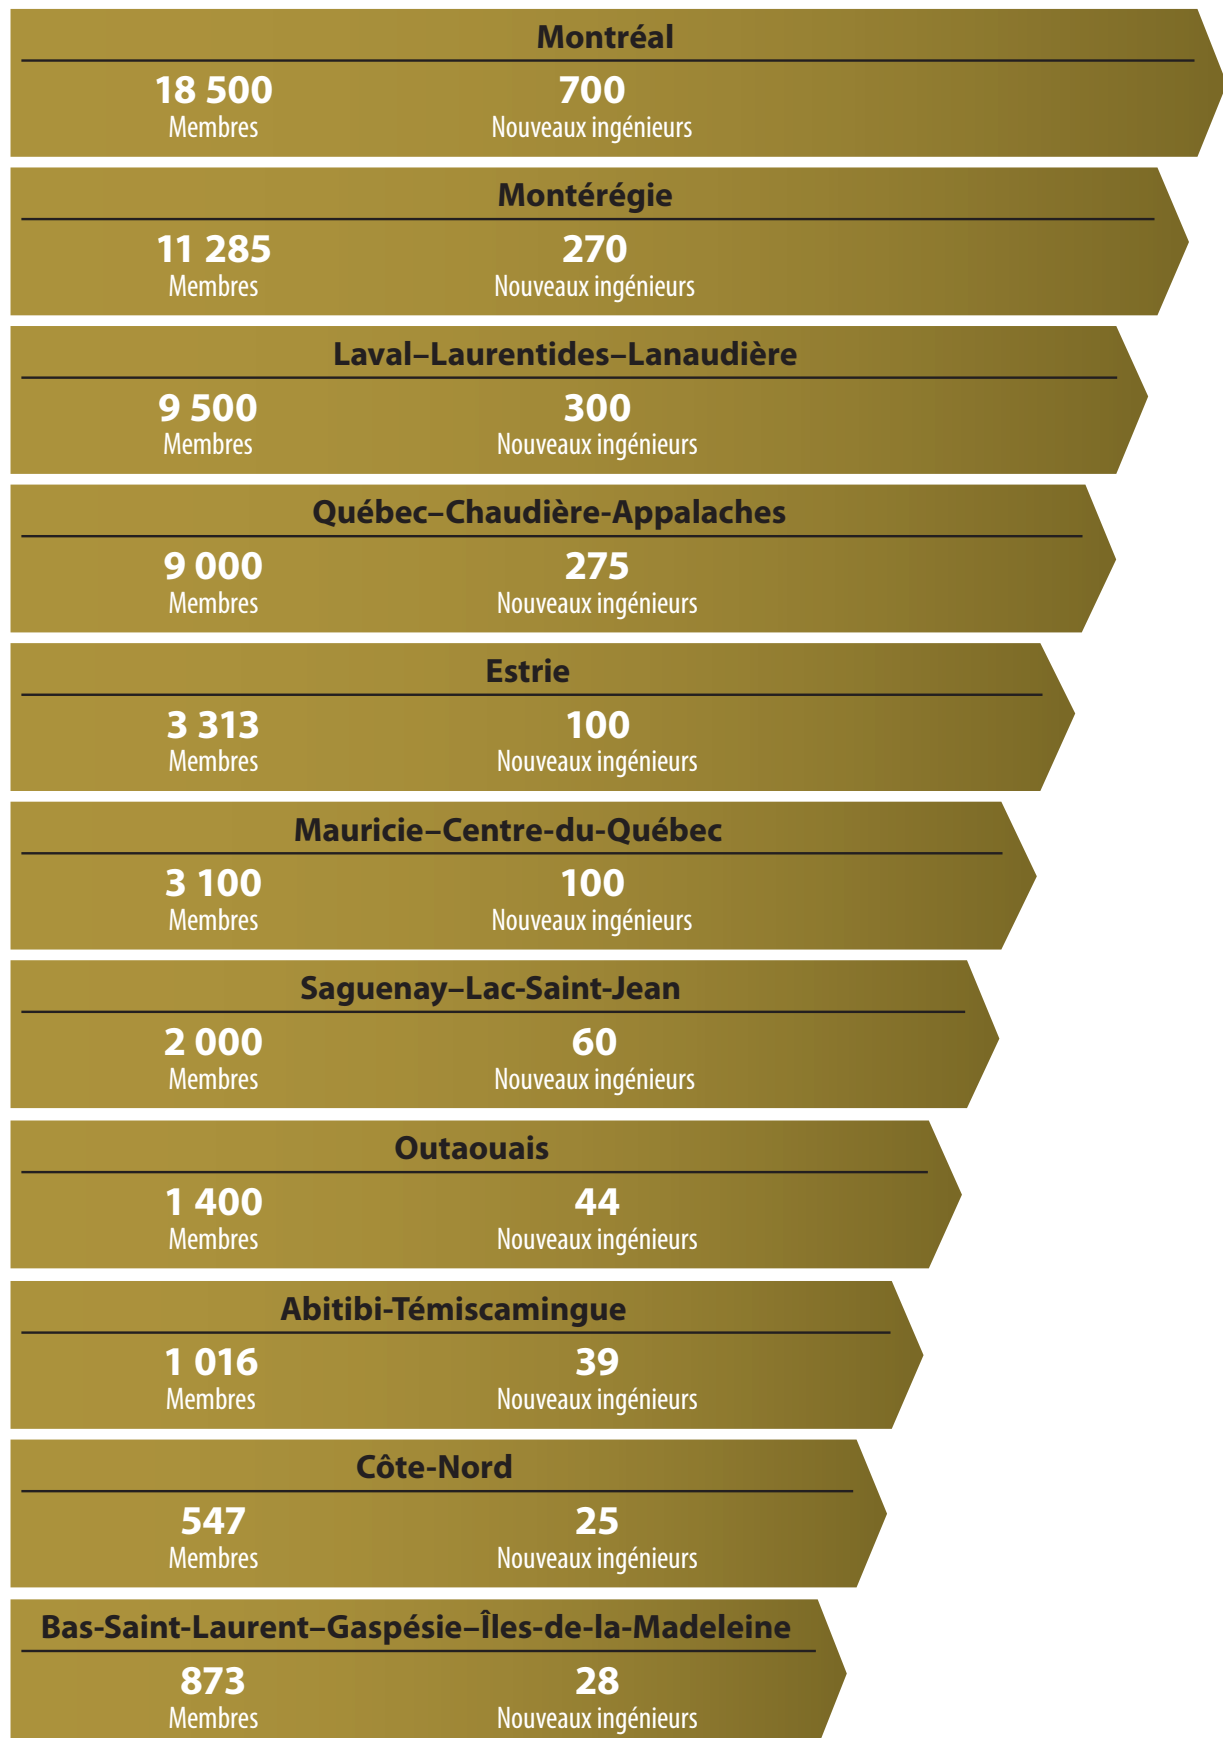 Montréal
18 500 700
Membres Nouveaux ingénieurs
Montérégie
11 285 270
Membres Nouveaux ingénieurs
Laval–Laurentides–Lanaudière
9 500 300
Membres Nouveaux ingénieurs
Québec–Chaudière-Appalaches
9 000 275
Membres Nouveaux ingénieurs
Estrie
3 313 100
Membres Nouveaux ingénieurs
Mauricie–Centre-du-Québec
3 100 100
Membres Nouveaux ingénieurs
Saguenay–Lac-Saint-Jean
2 000 60
Membres Nouveaux ingénieurs
Outaouais
1 400 44
Membres Nouveaux ingénieurs
Abitibi-Témiscamingue
1 016 39
Membres Nouveaux ingénieurs
Côte-Nord
547 25
Membres Nouveaux ingénieurs
Bas-Saint-Laurent–Gaspésie–Îles-de-la-Madeleine
873 28
Membres Nouveaux ingénieurs